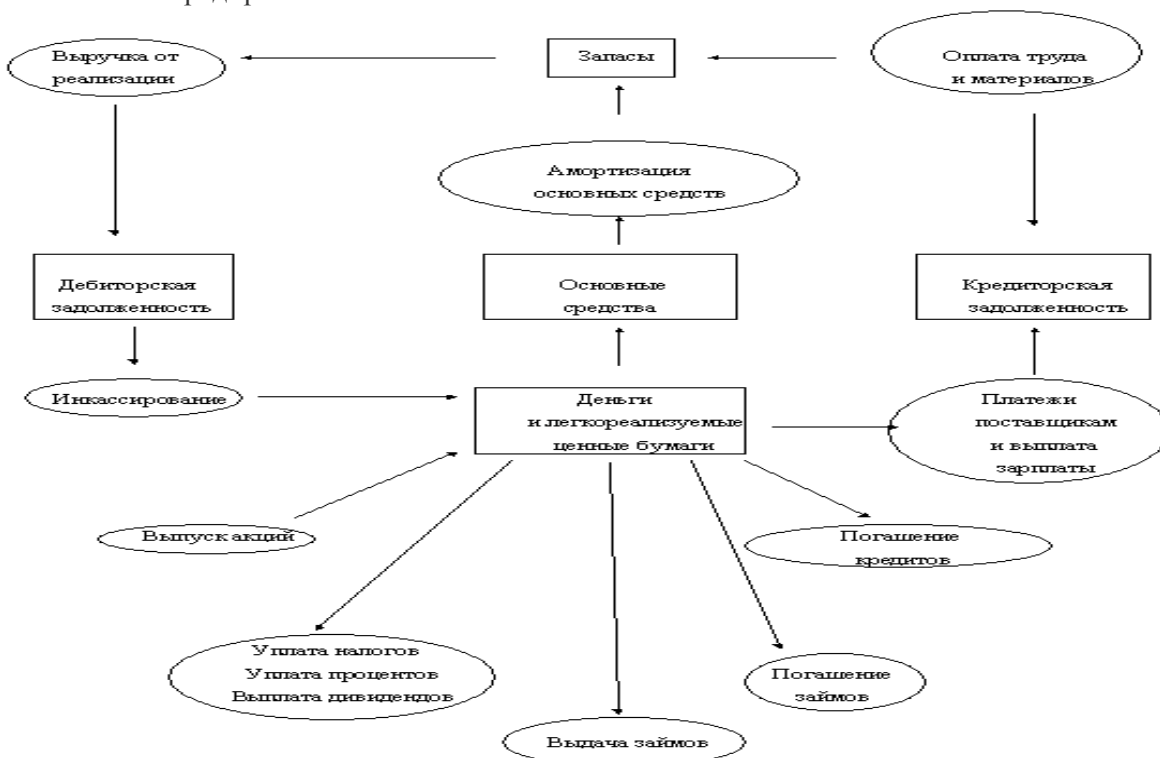 Выручка от
реализации
Запасы
Оплата труда
и материалов
Амортизация
основных средств
Дебиторская
задолженность
Основные
средства
Кредиторская
задолженность
Инкассирование
Деньги
и легкореализуемые
ценные бумаги
Платежи
поставщикам
и выплата
зарплаты
Выпуск акций
Погашение
кредитов
Уплата налогов
Уплата процентов
Выплата дивидендов
Погашение
займов
Выдача займов